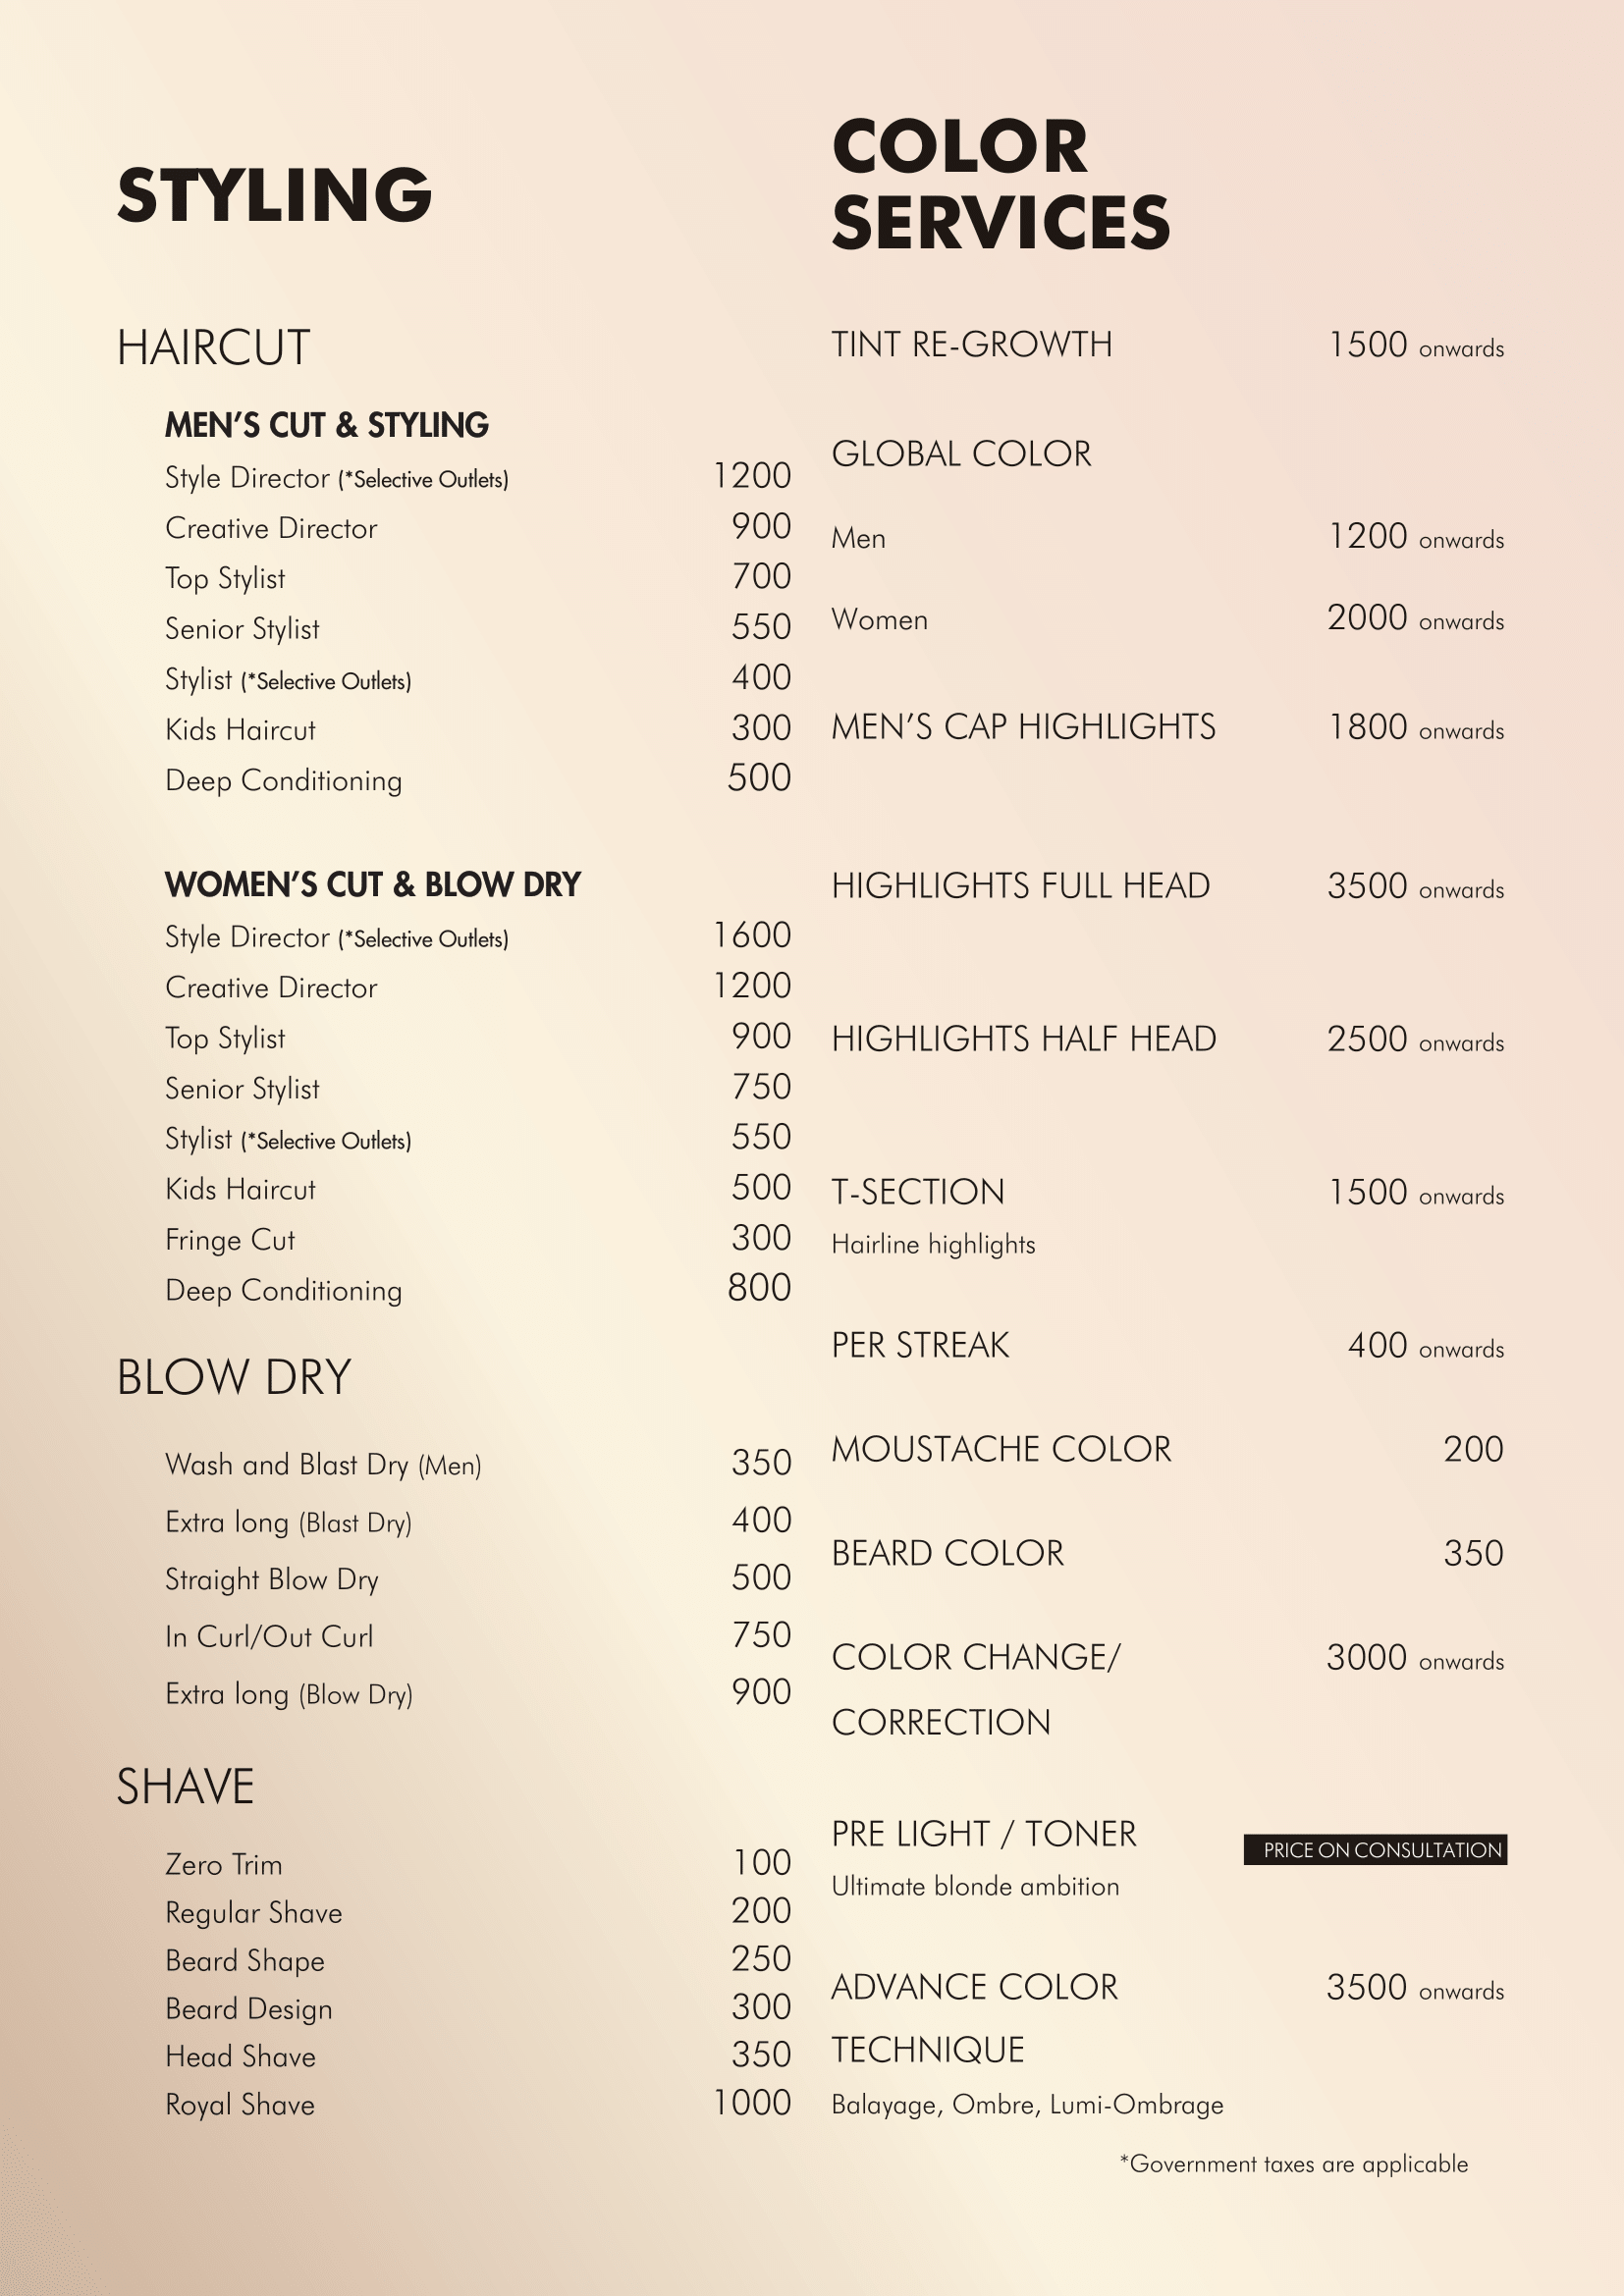 STYLING
HAIRCUT
MEN’S CUT & STYLING
Style Director (*Selective Outlets) 1200
Creative Director 900
Top Stylist 700
Senior Stylist 550
Stylist (*Selective Outlets) 400
Kids Haircut 300
Deep Conditioning 500
WOMEN’S CUT & BLOW DRY
Style Director (*Selective Outlets) 1600
Creative Director 1200
Top Stylist 900
Senior Stylist 750
Stylist (*Selective Outlets) 550
Kids Haircut 500
Fringe Cut 300
Deep Conditioning 800
BLOW DRY
Wash and Blast Dry (Men) 350
Extra long (Blast Dry) 400
Straight Blow Dry 500
In Curl/Out Curl 750
Extra long (Blow Dry) 900
SHAVE
Zero Trim 100
Regular Shave 200
Beard Shape 250
Beard Design 300
Head Shave 350
Royal Shave 1000
COLOR
SERVICES
TINT RE-GROWTH 1500 onwards
GLOBAL COLOR
Men 1200 onwards
Women 2000 onwards
MEN’S CAP HIGHLIGHTS 1800 onwards
HIGHLIGHTS FULL HEAD 3500 onwards
HIGHLIGHTS HALF HEAD 2500 onwards
T-SECTION 1500 onwards
Hairline highlights
PER STREAK 400 onwards
MOUSTACHE COLOR 200
BEARD COLOR 350
COLOR CHANGE/ 3000 onwards
CORRECTION
PRE LIGHT / TONER PRICE ON CONSULTATION
Ultimate blonde ambition
ADVANCE COLOR 3500 onwards
TECHNIQUE
Balayage, Ombre, Lumi-Ombrage
*Government taxes are applicable